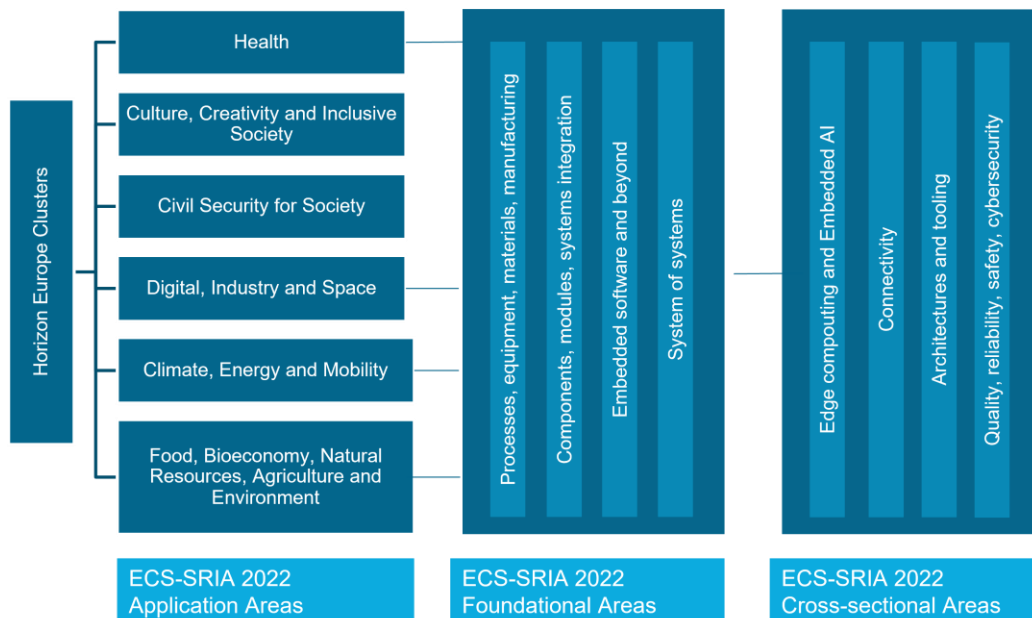 Horizon Europe Clusters
Health
Culture, Creativity and Inclusive
Society
Civil Security for Society
Digital, Industry and Space
Climate, Energy and Mobility
Food, Bioeconomy, Natural
Resources, Agriculture and
Environment
ECS-SRIA 2022
Application Areas
Processes, equipment, materials, manufacturing
Components, modules, systems integration
Embedded software and beyond
System of systems
ECS-SRIA 2022
Foundational Areas
Edge compouting and Embedded AI
Connectivity
Architectures and tooling
Quality, reliability, safety, cybersecurity
ECS-SRIA 2022
Cross-sectional Areas